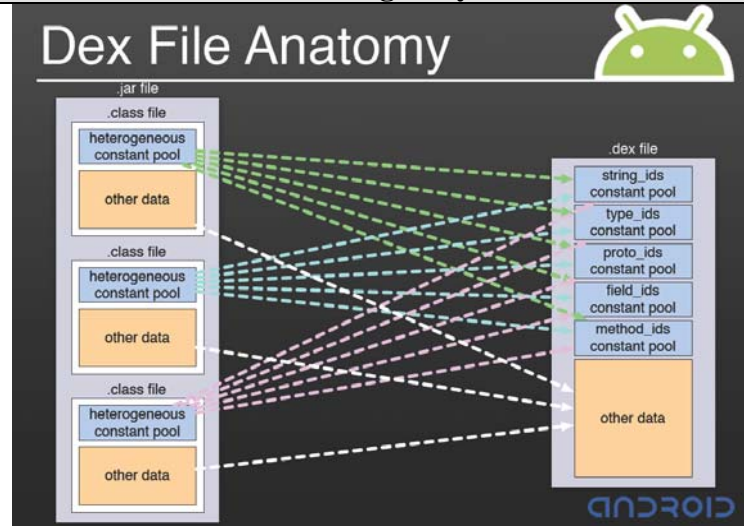 Dex File Anatomy
.jar file
.class file
heterogeneous
constant pool
other data
.class file
heterogeneous
constant pool
other data
.class file
heterogeneous
constant pool
other data
.dex file
string_ids
constant pool
type_ids
constant pool
proto_ids
constant pool
field_ids
constant pool
method_ids
constant pool
other data
ANDROID